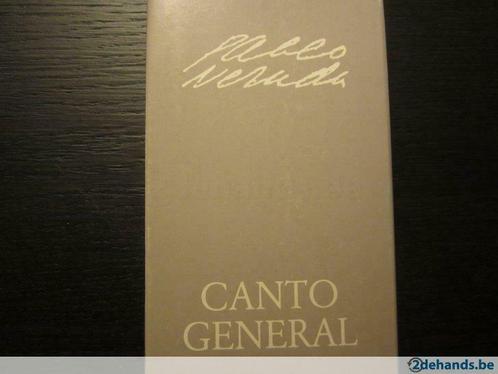 Pablo
Neruda
CANTO
GENERAL
2dehands.be